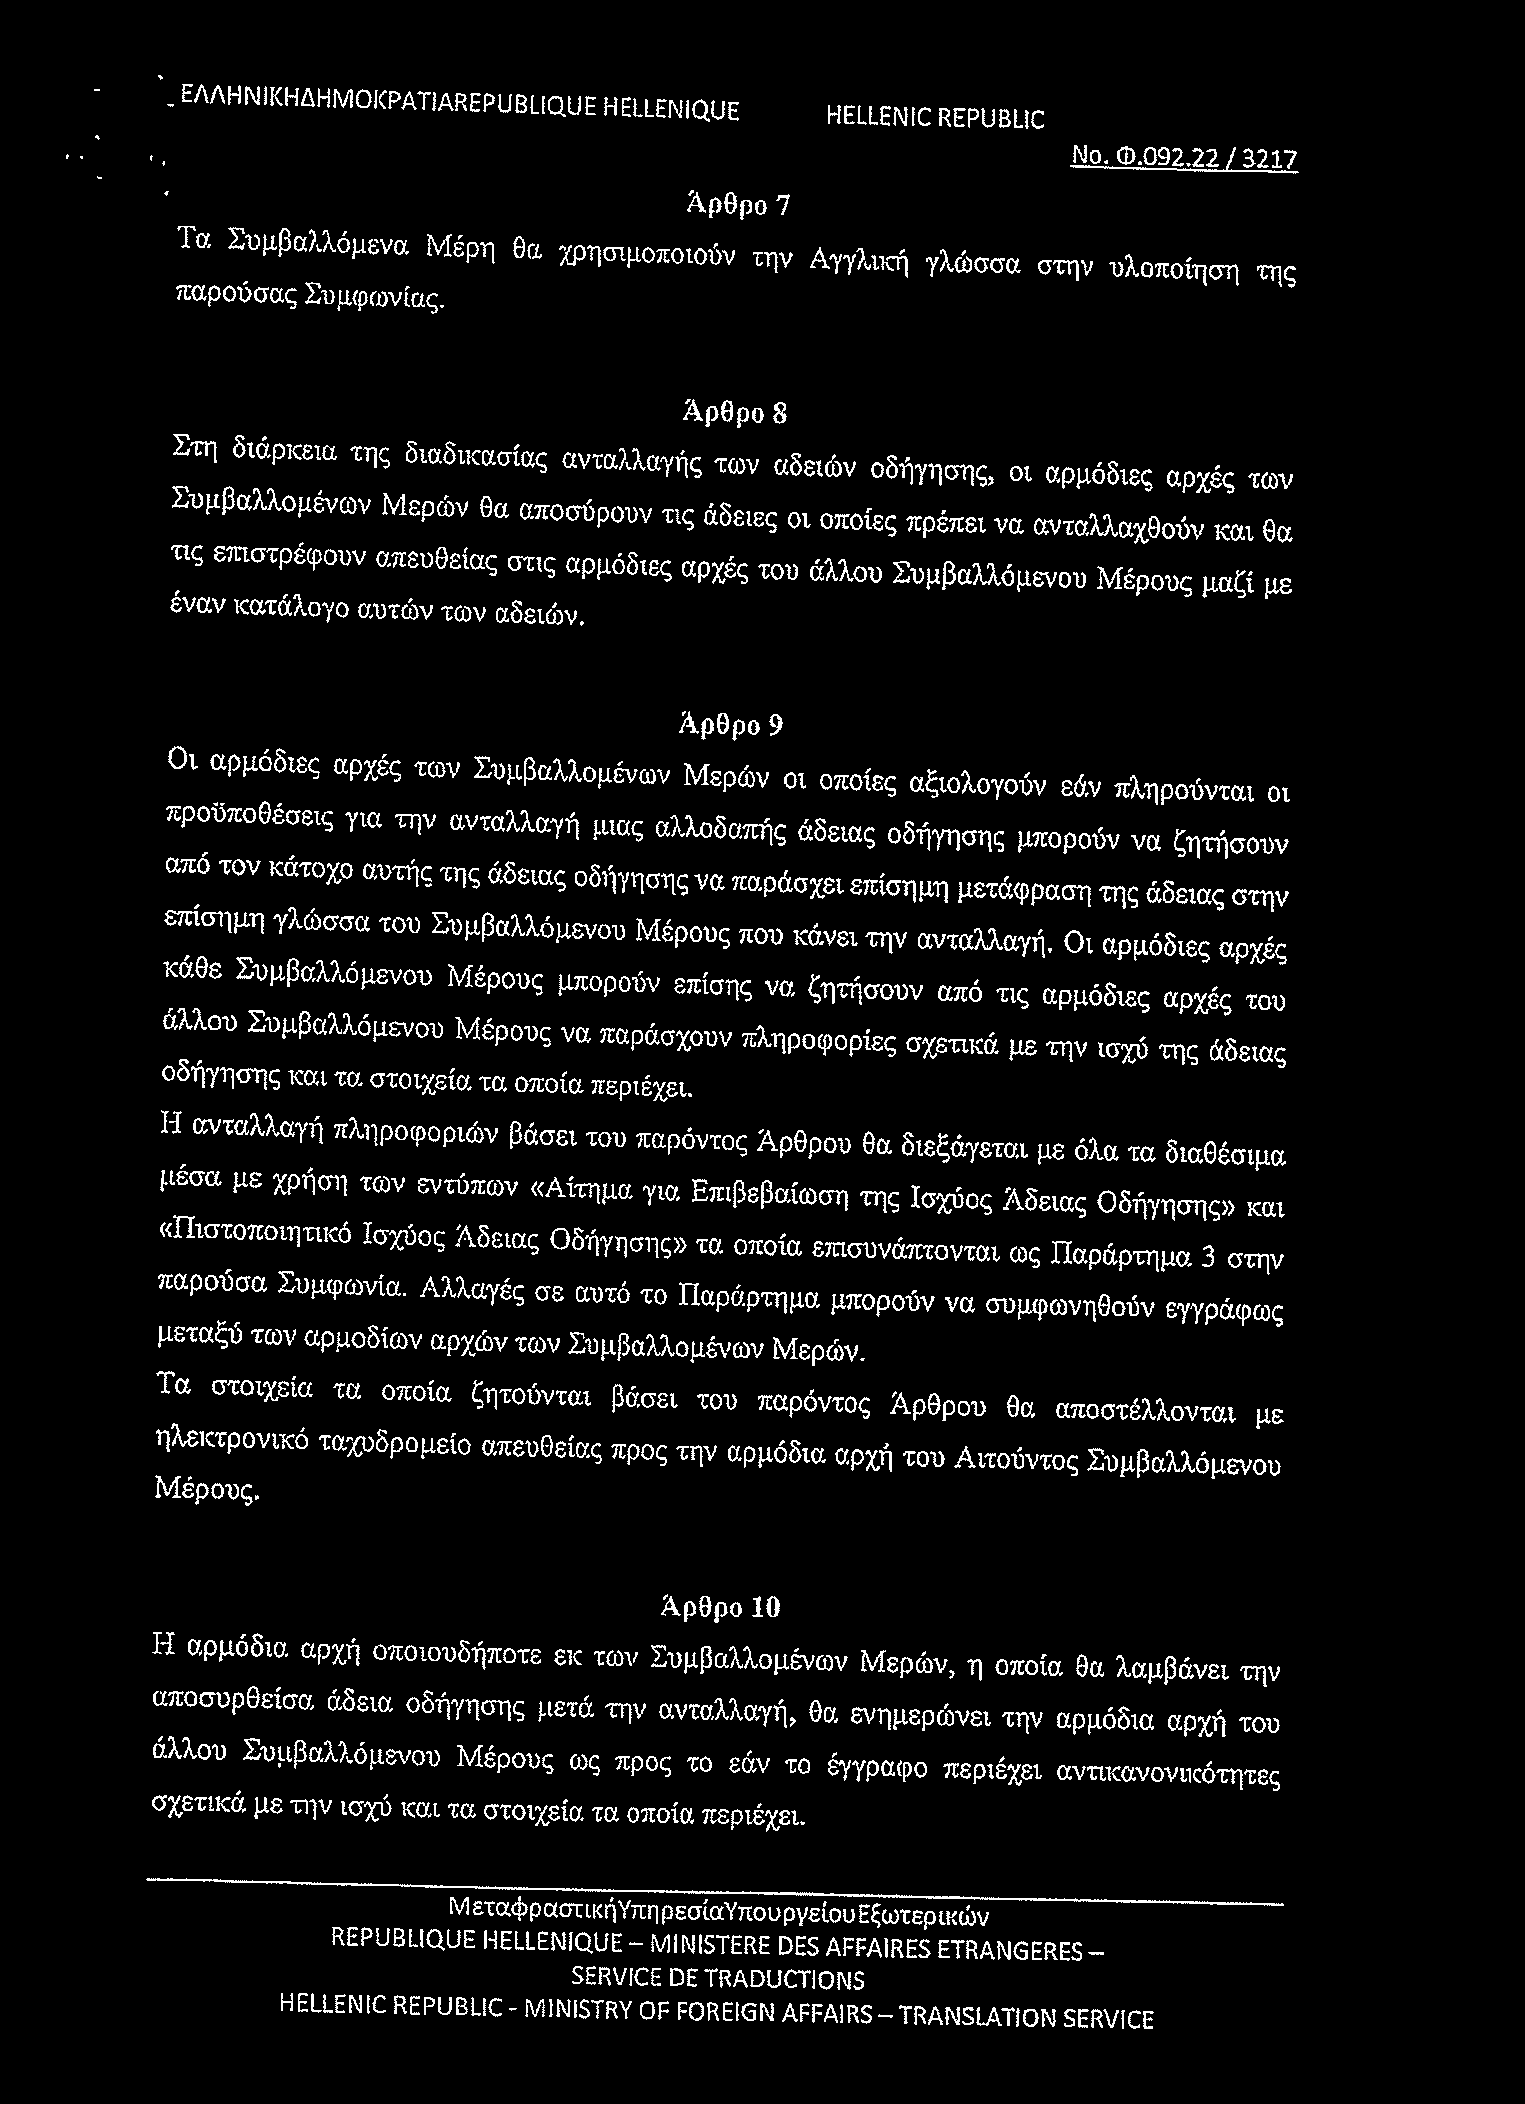 ΕΛΛΗΝΙΚΗΔΗΜΟΚΡΑΤΙΑREPUBLIQUE HELLENIQUE HELLENIC REPUBLIC
No. Φ.092.22 / 3217
Άρθρο 7
Τα Συμβαλλόμενα Μέρη θα χρησιμοποιούν την Αγγλική γλώσσα στην υλοποίηση της
παρούσας Συμφωνίας.
Άρθρο 8
Στη διάρκεια της διαδικασίας ανταλλαγής των αδειών οδήγησης, οι αρμόδιες αρχές των
Συμβαλλομένων Μερών θα αποσύρουν τις άδειες οι οποίες πρέπει να ανταλλαχθούν και θα
τις επιστρέφουν απευθείας στις αρμόδιες αρχές του άλλου Συμβαλλόμενου Μέρους μαζί με
έναν κατάλογο αυτών των αδειών.
Άρθρο 9
Οι αρμόδιες αρχές των Συμβαλλομένων Μερών οι οποίες αξιολογούν εάν πληρούνται οι
προϋποθέσεις για την ανταλλαγή μιας αλλοδαπής άδειας οδήγησης μπορούν να ζητήσουν
από τον κάτοχο αυτής της άδειας οδήγησης να παράσχει επίσημη μετάφραση της άδειας στην
επίσημη γλώσσα του Συμβαλλόμενου Μέρους που κάνει την ανταλλαγή. Οι αρμόδιες αρχές
κάθε Συμβαλλόμενου Μέρους μπορούν επίσης να ζητήσουν από τις αρμόδιες αρχές του
άλλου Συμβαλλόμενου Μέρους να παράσχουν πληροφορίες σχετικά με την ισχύ της άδειας
οδήγησης και τα στοιχεία τα οποία περιέχει.
Η ανταλλαγή πληροφοριών βάσει του παρόντος Άρθρου θα διεξάγεται με όλα τα διαθέσιμα
μέσα με χρήση των εντύπων «Αίτημα για Επιβεβαίωση της Ισχύος Άδειας Οδήγησης» και
«Πιστοποιητικό Ισχύος Άδειας Οδήγησης» τα οποία επισυνάπτονται ως Παράρτημα 3 στην
παρούσα Συμφωνία. Αλλαγές σε αυτό το Παράρτημα μπορούν να συμφωνηθούν εγγράφως
μεταξύ των αρμοδίων αρχών των Συμβαλλομένων Μερών.
Τα στοιχεία τα οποία ζητούνται βάσει του παρόντος Άρθρου θα αποστέλλονται με
ηλεκτρονικό ταχυδρομείο απευθείας προς την αρμόδια αρχή του Αιτούντος Συμβαλλόμενου
Μέρους.
Άρθρο 10
Η αρμόδια αρχή οποιουδήποτε εκ των Συμβαλλομένων Μερών, η οποία θα λαμβάνει την
αποσυρθείσα άδεια οδήγησης μετά την ανταλλαγή, θα ενημερώνει την αρμόδια αρχή του
άλλου Συμβαλλόμενου Μέρους ως προς το εάν το έγγραφο περιέχει αντικανονικότητες
σχετικά με την ισχύ και τα στοιχεία τα οποία περιέχει.
ΜεταφραστικήΥπηρεσίαΥπουργείουΕξωτερικών
REPUBLIQUE HELLENIQUE – MINISTERE DES AFFAIRES ETRANGERES –
SERVICE DE TRADUCTIONS
HELLENIC REPUBLIC - MINISTRY OF FOREIGN AFFAIRS – TRANSLATION SERVICE